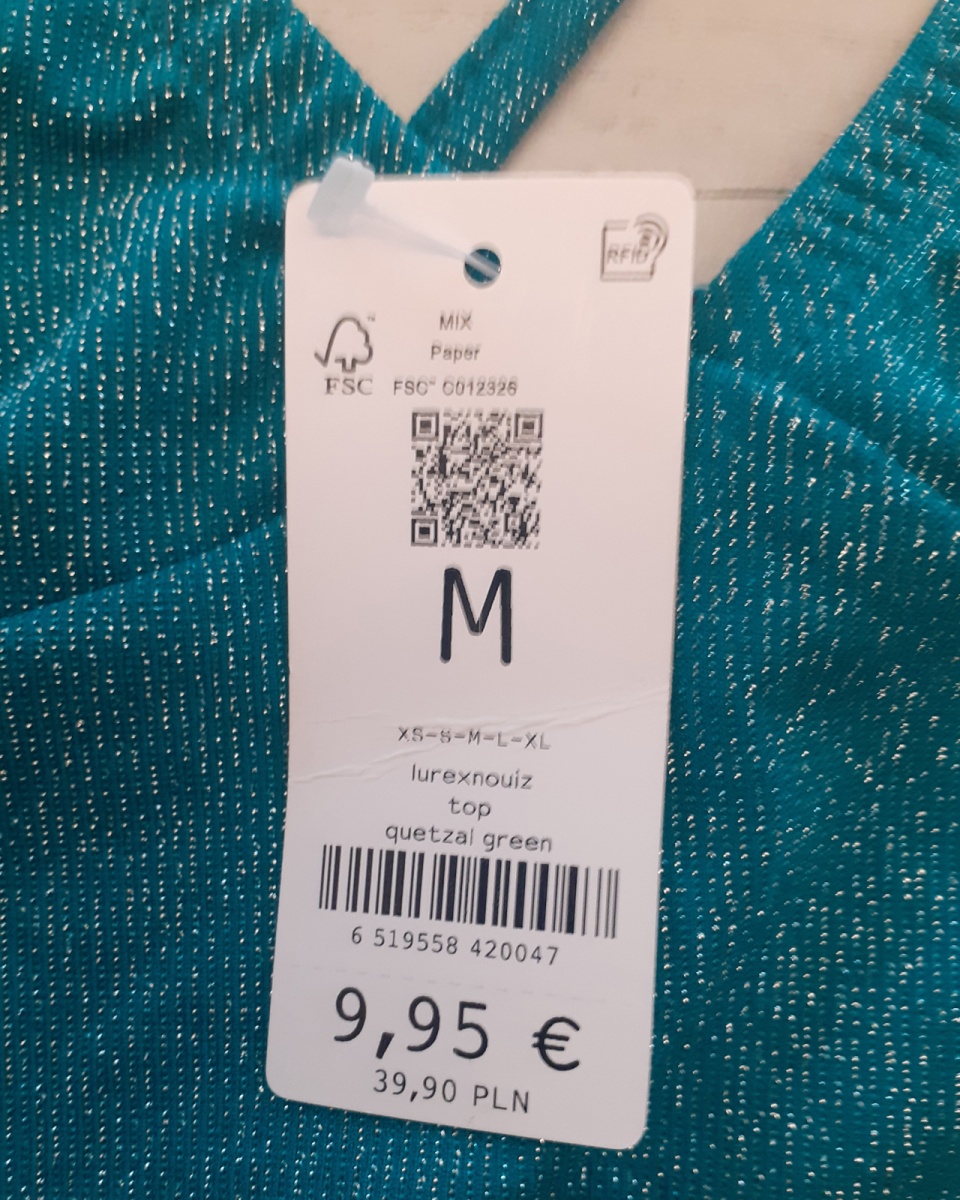 RFID
MIX
Paper
FSC
FSC™ C012326
M
XS-S-M-L-XL
lurexnouiz
top
quetzal green
6 519558 420047
9,95 €
39,90 PLN